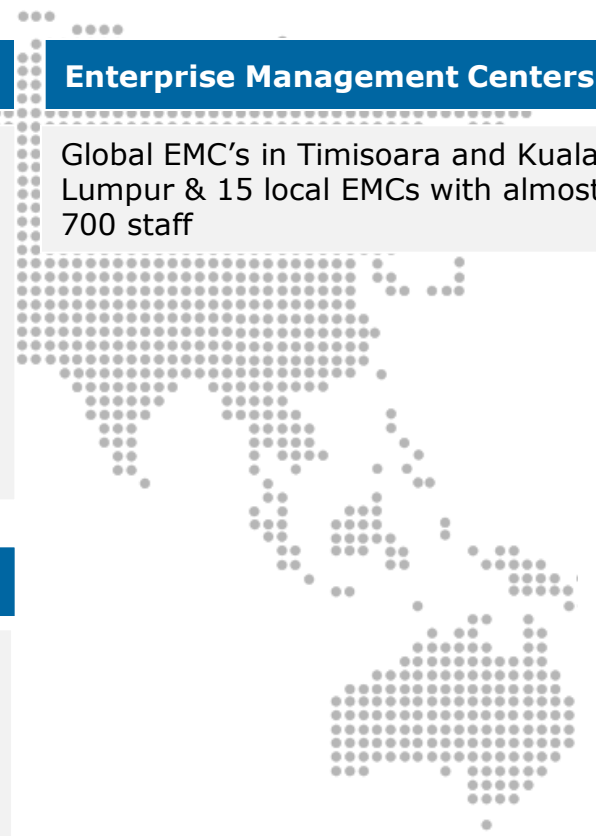 Enterprise Management Centers
Global EMC’s in Timisoara and Kuala
Lumpur & 15 local EMCs with almost
700 staff